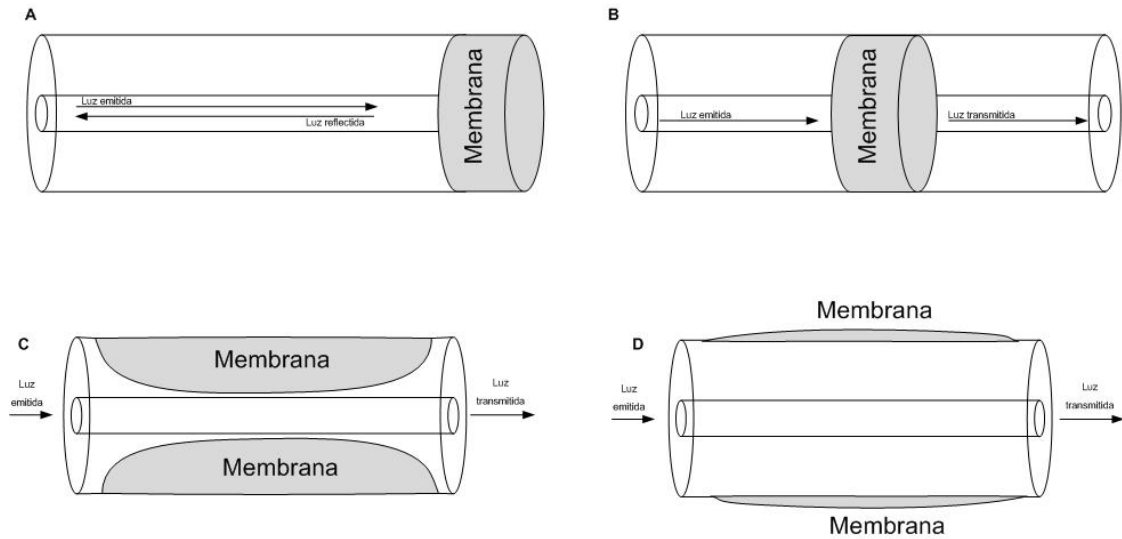 A
Luz emitida
Luz reflectida
Membrana
B
Luz emitida
Membrana
Luz transmitida
C
Luz
emitida
Membrana
Membrana
Luz
transmitida
Membrana
D
Luz
emitida
Luz
transmitida
Membrana